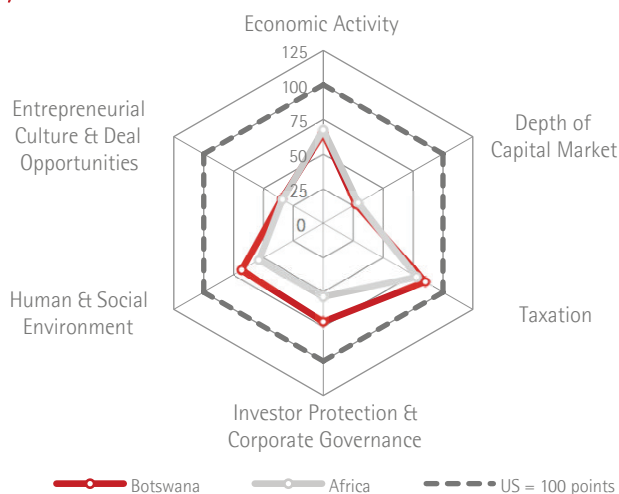 Economic Activity
125
100
75
50
25
0
Entrepreneurial
Culture & Deal
Opportunities
Depth of
Capital Market
Human & Social
Environment
Taxation
Investor Protection &
Corporate Governance
Botswana
Africa
US = 100 points